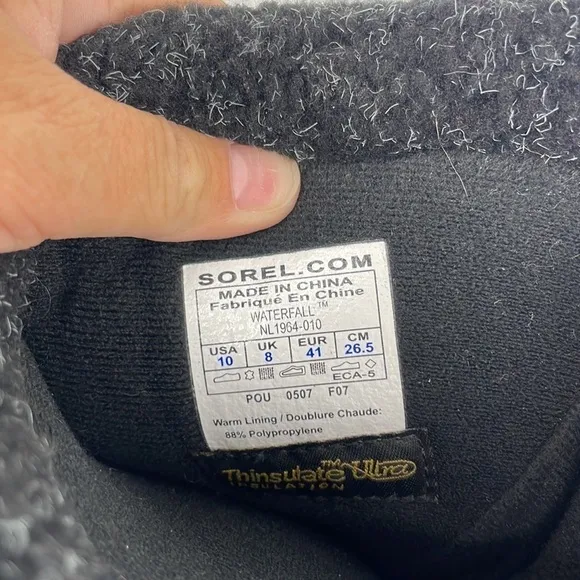 SOREL.COM
MADE IN CHINA
Fabriqué En Chine
WATERFALL™
NL1964-010
USA UK EUR CM
10 8 41 26.5
ECA-5
POU 0507 F07
Warm Lining / Doublure Chaude:
88% Polypropylene
Thinsulate™ Ultra
INSULATION